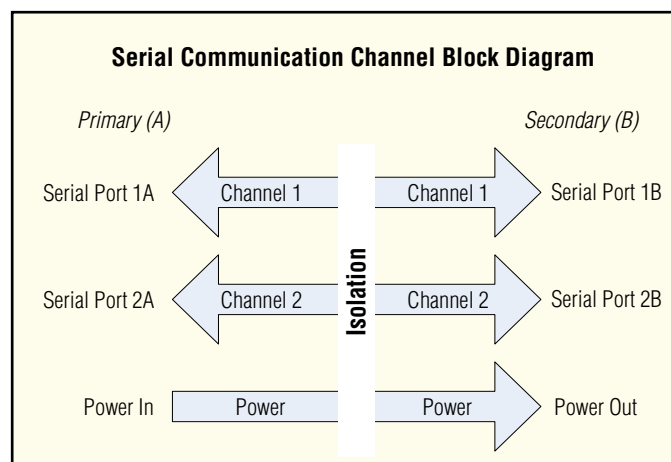 Serial Communication Channel Block Diagram
Primary (A)
Secondary (B)
Serial Port 1A
Channel 1
Channel 1
Serial Port 1B
Isolation
Serial Port 2A
Channel 2
Channel 2
Serial Port 2B
Power In
Power
Power
Power Out